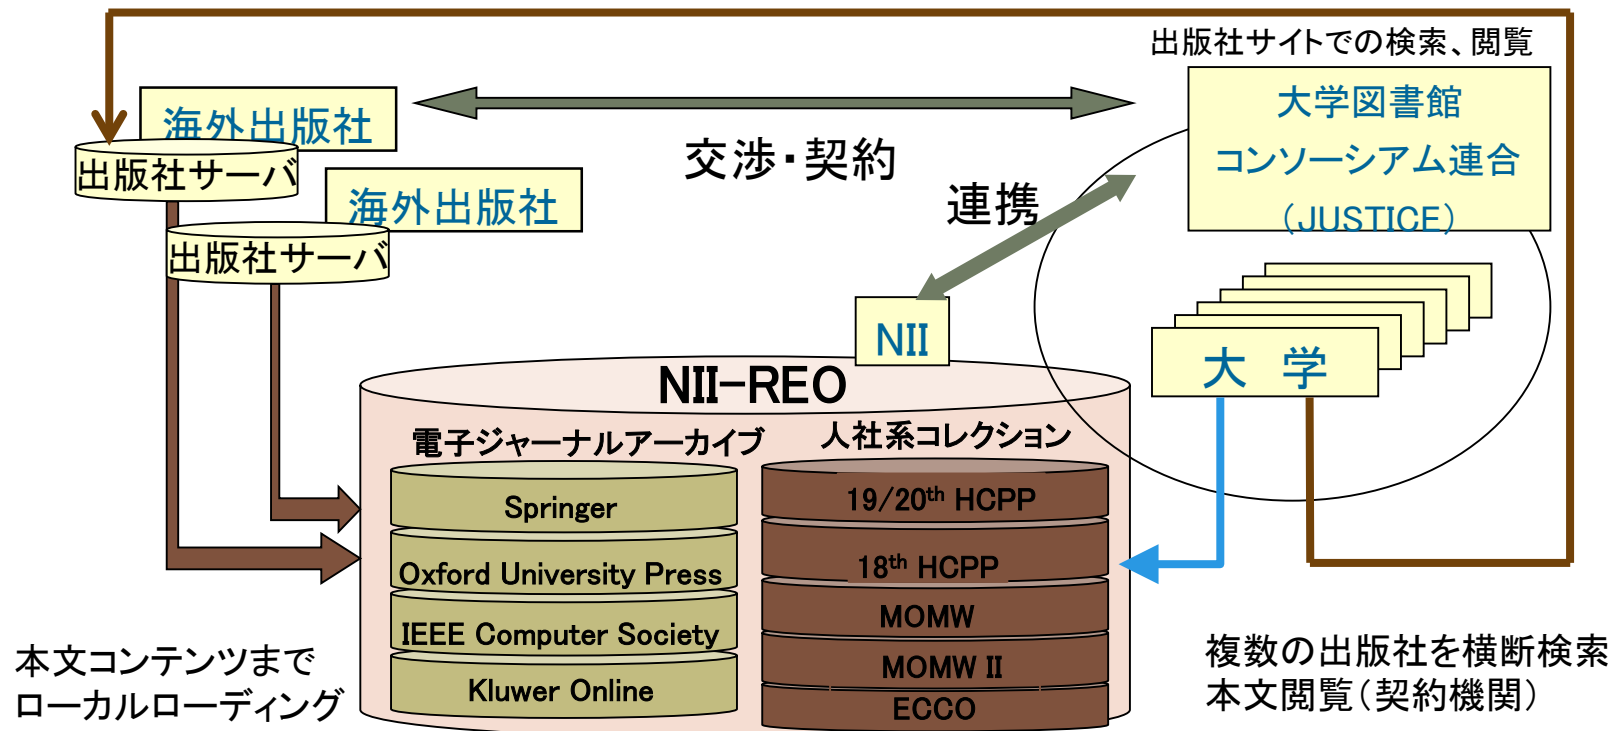 出版社サイトでの検索、閲覧
海外出版社
出版社サーバ
海外出版社
出版社サーバ
交渉・契約
連携
大学図書館
コンソーシアム連合
(JUSTICE)
NII
大 学
NII-REO
電子ジャーナルアーカイブ
Springer
Oxford University Press
IEEE Computer Society
Kluwer Online
人社系コレクション
19/20th HCPP
18th HCPP
MOMW
MOMW II
ECCO
本文コンテンツまで
ローカルローディング
複数の出版社を横断検索
本文閲覧(契約機関)